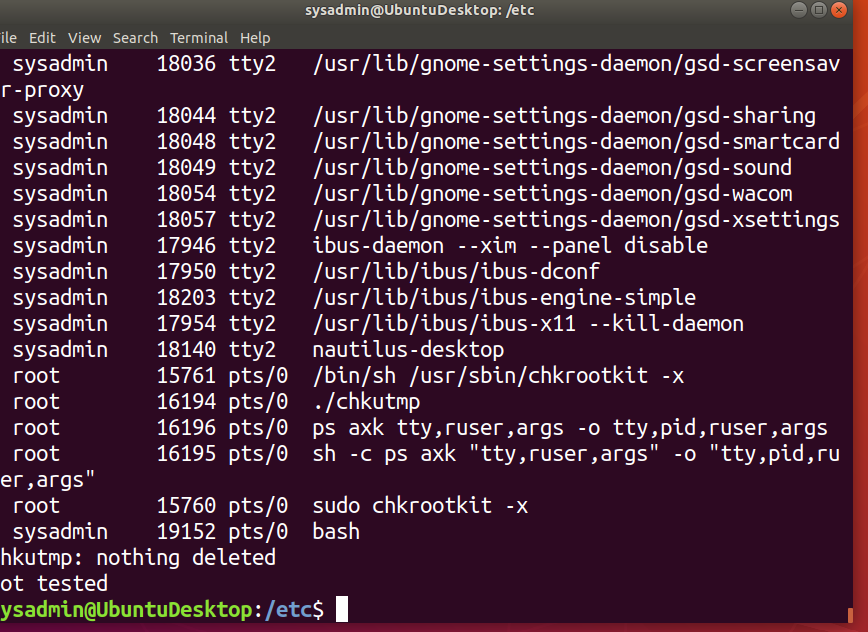 sysadmin@UbuntuDesktop: /etc
ile Edit View Search Terminal Help
sysadmin 18036 tty2 /usr/lib/gnome-settings-daemon/gsd-screensav
r-proxy
sysadmin 18044 tty2 /usr/lib/gnome-settings-daemon/gsd-sharing
sysadmin 18048 tty2 /usr/lib/gnome-settings-daemon/gsd-smartcard
sysadmin 18049 tty2 /usr/lib/gnome-settings-daemon/gsd-sound
sysadmin 18054 tty2 /usr/lib/gnome-settings-daemon/gsd-wacom
sysadmin 18057 tty2 /usr/lib/gnome-settings-daemon/gsd-xsettings
sysadmin 17946 tty2 ibus-daemon --xim --panel disable
sysadmin 17950 tty2 /usr/lib/ibus/ibus-dconf
sysadmin 18203 tty2 /usr/lib/ibus/ibus-engine-simple
sysadmin 17954 tty2 /usr/lib/ibus/ibus-x11 --kill-daemon
sysadmin 18140 tty2 nautilus-desktop
root 15761 pts/0 /bin/sh /usr/sbin/chkrootkit -x
root 16194 pts/0 ./chkutmp
root 16196 pts/0 ps axk tty,ruser,args -o tty,pid,ruser,args
root 16195 pts/0 sh -c ps axk "tty,ruser,args" -o "tty,pid,ru
er,args"
root 15760 pts/0 sudo chkrootkit -x
sysadmin 19152 pts/0 bash
hkutmp: nothing deleted
ot tested
ysadmin@UbuntuDesktop:/etc$